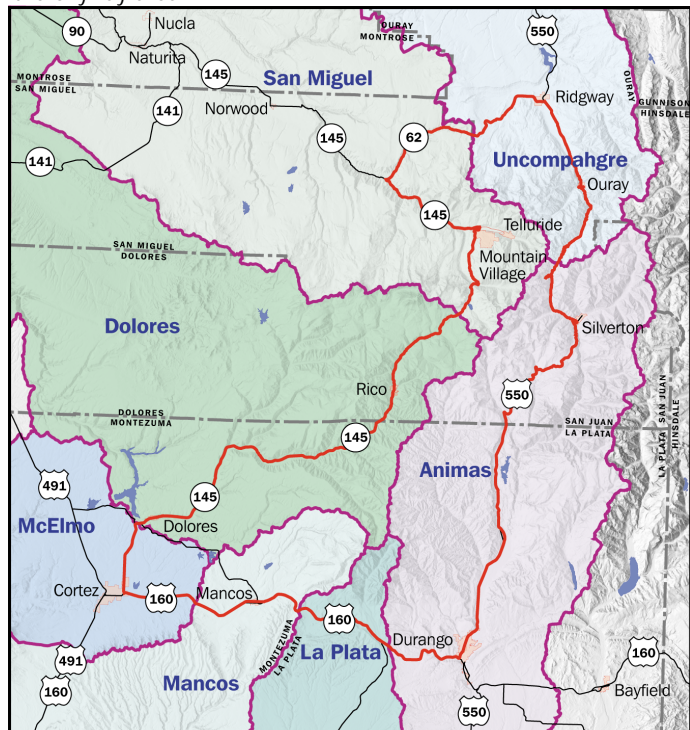 90
Nucla
OURAY
MONTROSE
550
Naturita
145
San Miguel
MONTROSE
SAN MIGUEL
OURAY
Ridgway
GUNNISON
HINSDALE
141
Norwood
145
62
141
Uncompahgre
Ouray
145
Telluride
SAN MIGUEL
DOLORES
Mountain
Village
Dolores
Silverton
Rico
550
SAN JUAN
LA PLATA
HINSDALE
DOLORES
MONTEZUMA
145
SAN JUAN
LA PLATA
Animas
491
145
McElmo
Dolores
Cortez
160
Mancos
160
MONTEZUMA
LA PLATA
Durango
La Plata
491
160
160
Mancos
Bayfield
550